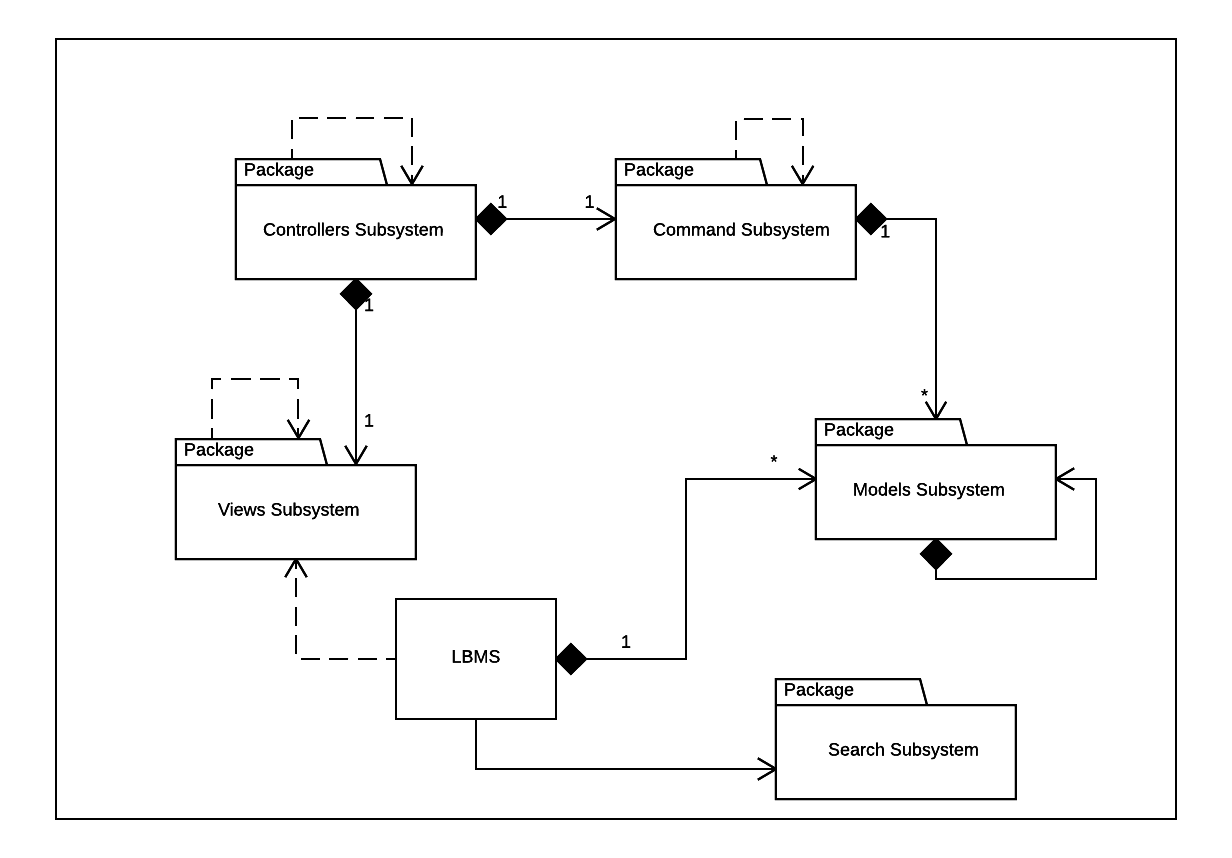 Package
Package
1
1
Controllers Subsystem
Command Subsystem
1
1
*
1
Package
Package
*
Models Subsystem
Views Subsystem
1
LBMS
Package
Search Subsystem